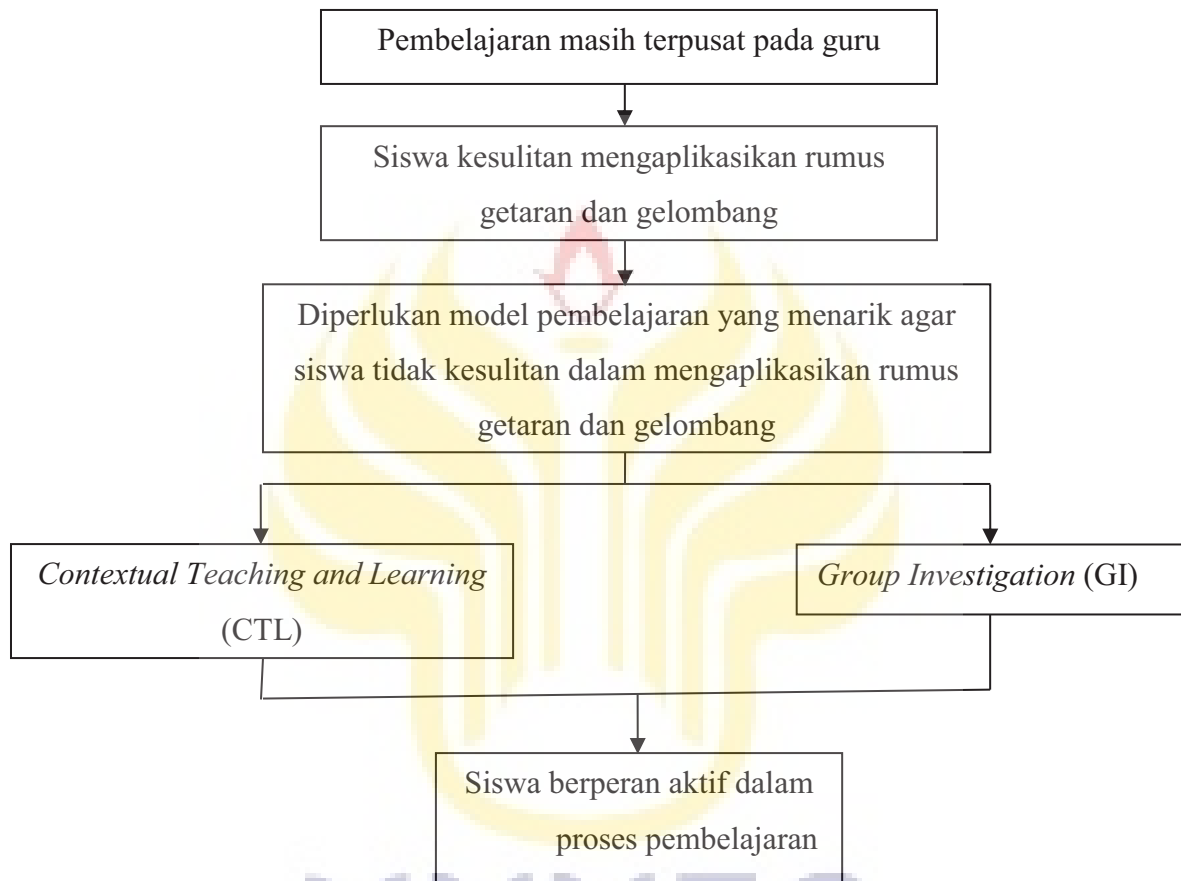 Pembelajaran masih terpusat pada guru
Siswa kesulitan mengaplikasikan rumus
getaran dan gelombang
Diperlukan model pembelajaran yang menarik agar
siswa tidak kesulitan dalam mengaplikasikan rumus
getaran dan gelombang
Contextual Teaching and Learning
(CTL)
Group Investigation (GI)
Siswa berperan aktif dalam
proses pembelajaran